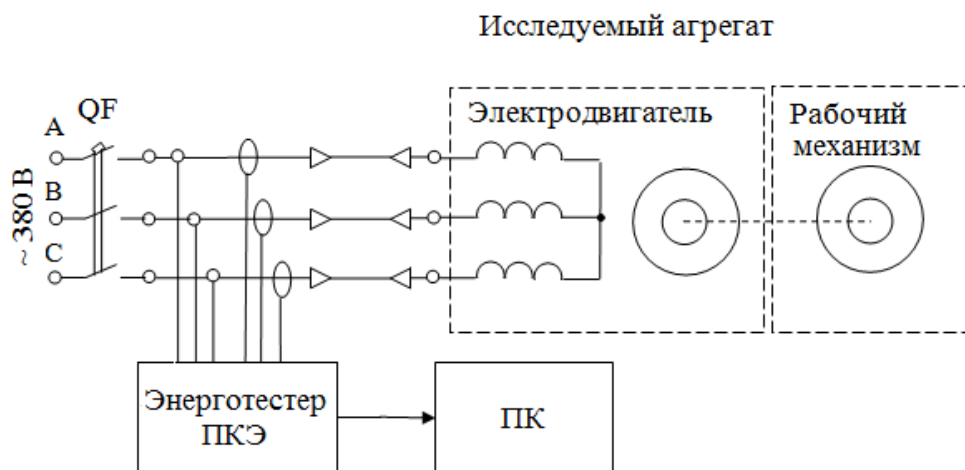 Исследуемый агрегат
QF
Электродвигатель
Рабочий
механизм
A
B
C
~ 380 В
Энерготестер
ПКЭ
ПК